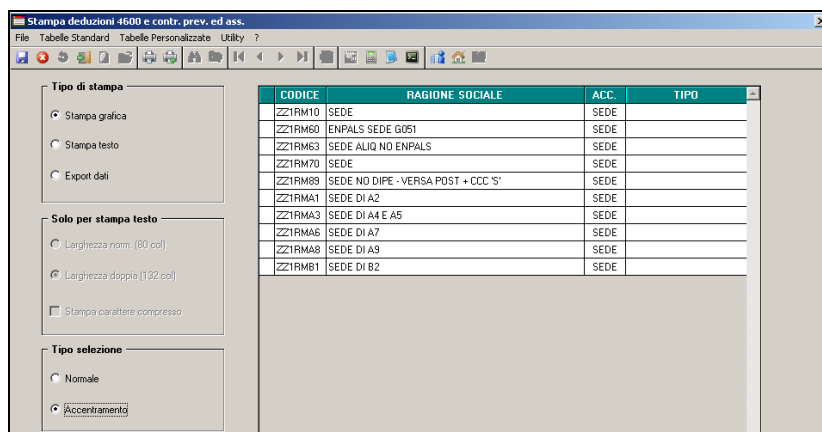 Stampa deduzioni 4600 e contr. prev. ed ass.
File Tabelle Standard Tabelle Personalizzate Utility ?
Tipo di stampa
Stampa grafica
Stampa testo
Export dati
Solo per stampa testo
Larghezza norm. (80 col)
Larghezza doppia (132 col)
Stampa carattere compresso
Tipo selezione
Normale
Accentramento
CODICE RAGIONE SOCIALE ACC. TIPO
ZZ1RM10 SEDE SEDE
ZZ1RM60 ENPALS SEDE G051 SEDE
ZZ1RM63 SEDE ALIQ NO ENPALS SEDE
ZZ1RM70 SEDE SEDE
ZZ1RM89 SEDE NO DIPE - VERSA POST + CCC 'S' SEDE
ZZ1RMA1 SEDE DI A2 SEDE
ZZ1RMA3 SEDE DI A4 E A5 SEDE
ZZ1RMA6 SEDE DI A7 SEDE
ZZ1RMA8 SEDE DI A9 SEDE
ZZ1RMB1 SEDE DI B2 SEDE